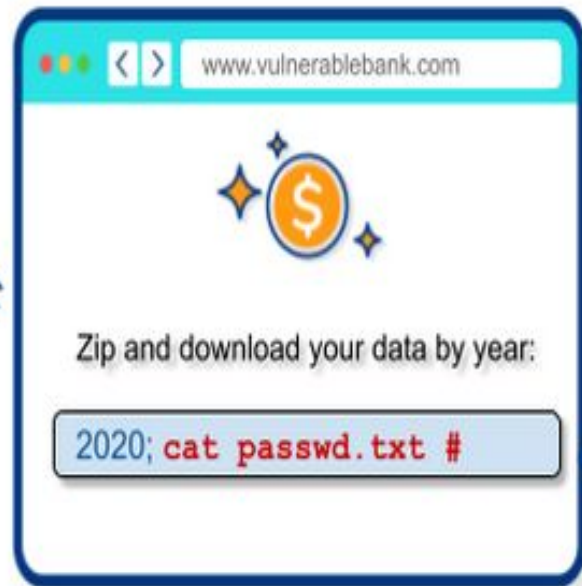 www.vulnerablebank.com
$
Zip and download your data by year:
2020; cat passwd.txt #